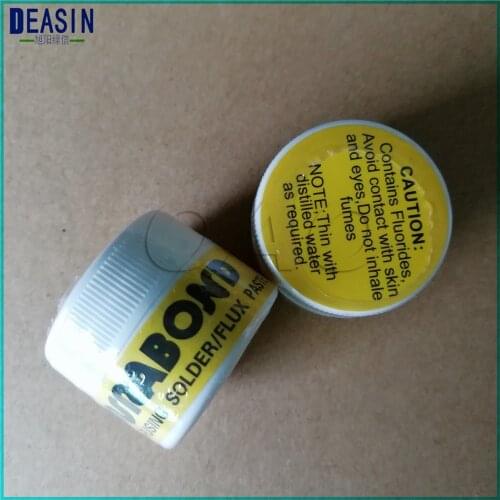 DEASIN
CAUTION:
Contains Fluorides,
Avoid contact with skin
and eyes,Do not inhale
fumes
NOTE;Thin with
distilled water
as required.
ABOND
SOLDER/FLUX